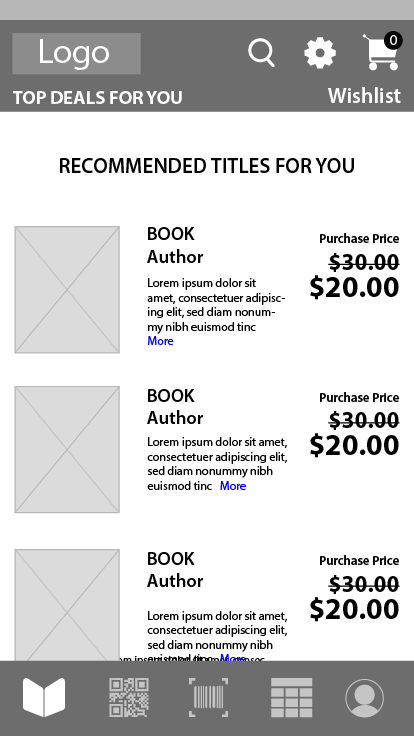 Logo
0
TOP DEALS FOR YOU
Wishlist
RECOMMENDED TITLES FOR YOU
BOOK
Author
Lorem ipsum dolor sit
amet, consectetuer adipisc-
ing elit, sed diam nonum-
my nibh euismod tinc
More
Purchase Price
$30.00
$20.00
BOOK
Author
Lorem ipsum dolor sit amet,
consectetuer adipiscing elit,
sed diam nonummy nibh
euismod tinc More
Purchase Price
$30.00
$20.00
BOOK
Author
Lorem ipsum dolor sit amet,
consectetuer adipiscing elit,
sed diam nonummy nibh
More
Purchase Price
$30.00
$20.00